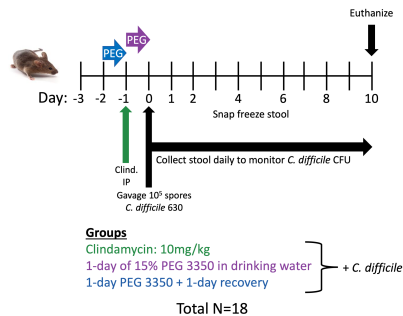 Euthanize
PEG
PEG
Day: -3 -2 -1 0 1 2 4 6 8 10
Snap freeze stool
Collect stool daily to monitor C. difficile CFU
Clind.
IP
Gavage 10⁵ spores
C. difficile 630
Groups
Clindamycin: 10mg/kg
1-day of 15% PEG 3350 in drinking water
1-day PEG 3350 + 1-day recovery
+ C. difficile
Total N=18